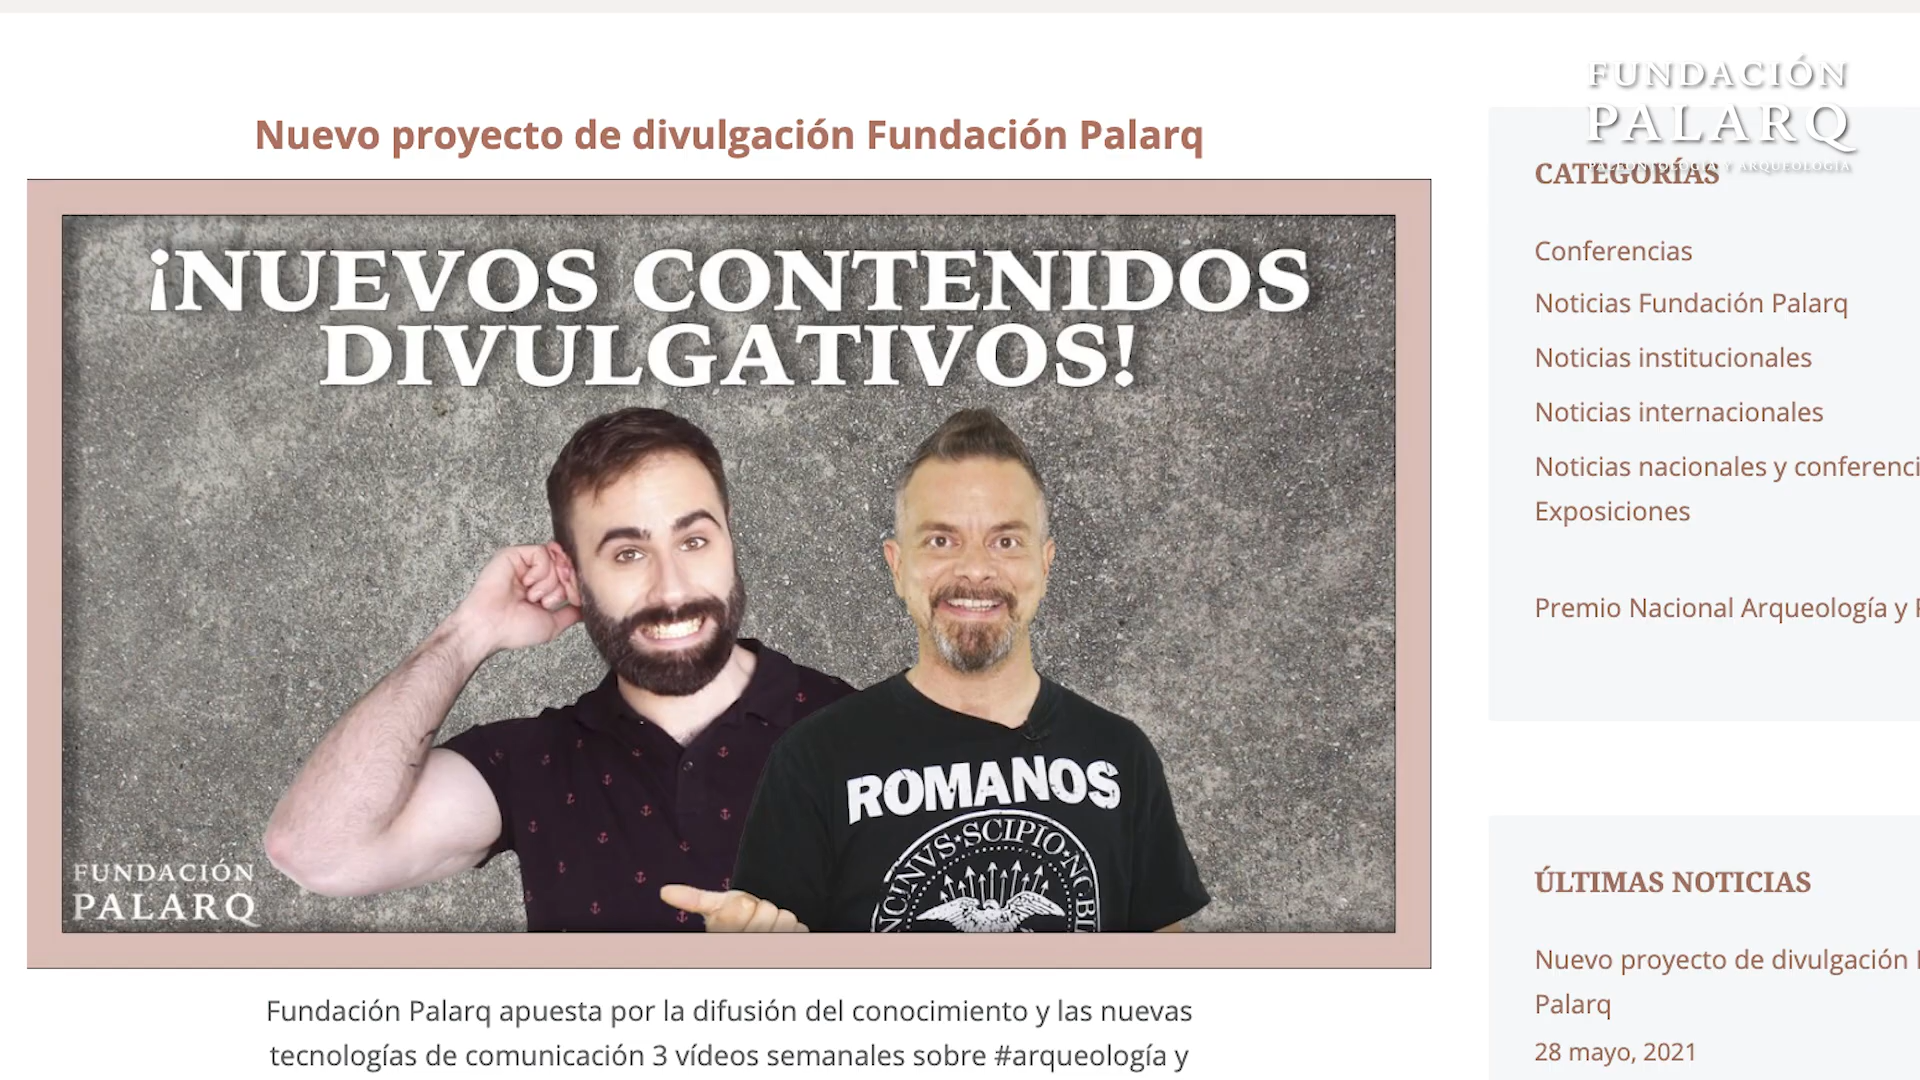 FUNDACIÓN
PALARQ
PALEONTOLOGÍA Y ARQUEOLOGÍA
Nuevo proyecto de divulgación Fundación Palarq
¡NUEVOS CONTENIDOS
DIVULGATIVOS!
ROMANOS
SCIPIO
FUNDACIÓN
PALARQ
Fundación Palarq apuesta por la difusión del conocimiento y las nuevas
tecnologías de comunicación 3 vídeos semanales sobre #arqueología y
CATEGORÍAS
Conferencias
Noticias Fundación Palarq
Noticias institucionales
Noticias internacionales
Noticias nacionales y conferenci
Exposiciones
Premio Nacional Arqueología y
ÚLTIMAS NOTICIAS
Nuevo proyecto de divulgación
Palarq
28 mayo, 2021